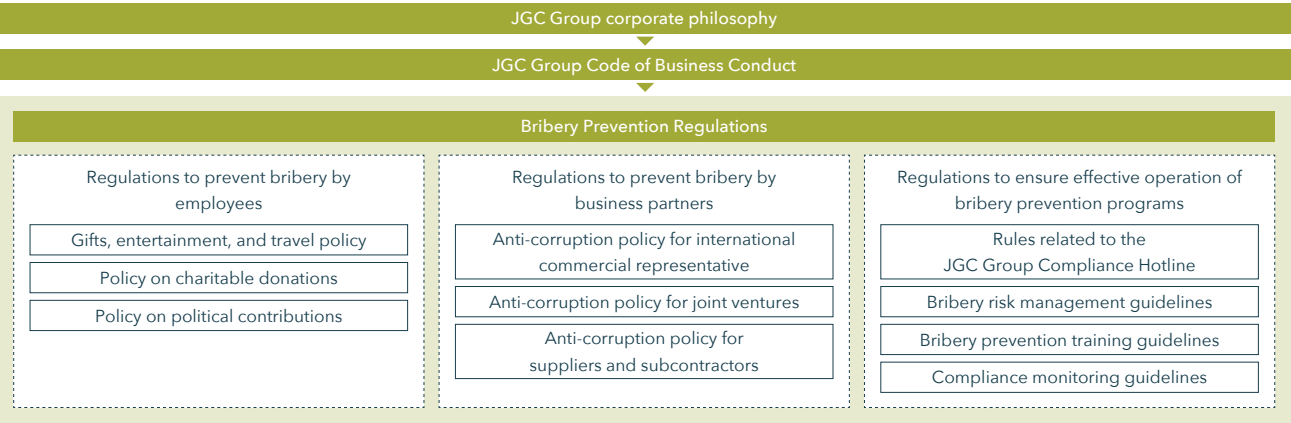 JGC Group corporate philosophy
JGC Group Code of Business Conduct
Bribery Prevention Regulations
Regulations to prevent bribery by
employees
Gifts, entertainment, and travel policy
Policy on charitable donations
Policy on political contributions
Regulations to prevent bribery by
business partners
Anti-corruption policy for international
commercial representative
Anti-corruption policy for joint ventures
Anti-corruption policy for
suppliers and subcontractors
Regulations to ensure effective operation of
bribery prevention programs
Rules related to the
JGC Group Compliance Hotline
Bribery risk management guidelines
Bribery prevention training guidelines
Compliance monitoring guidelines